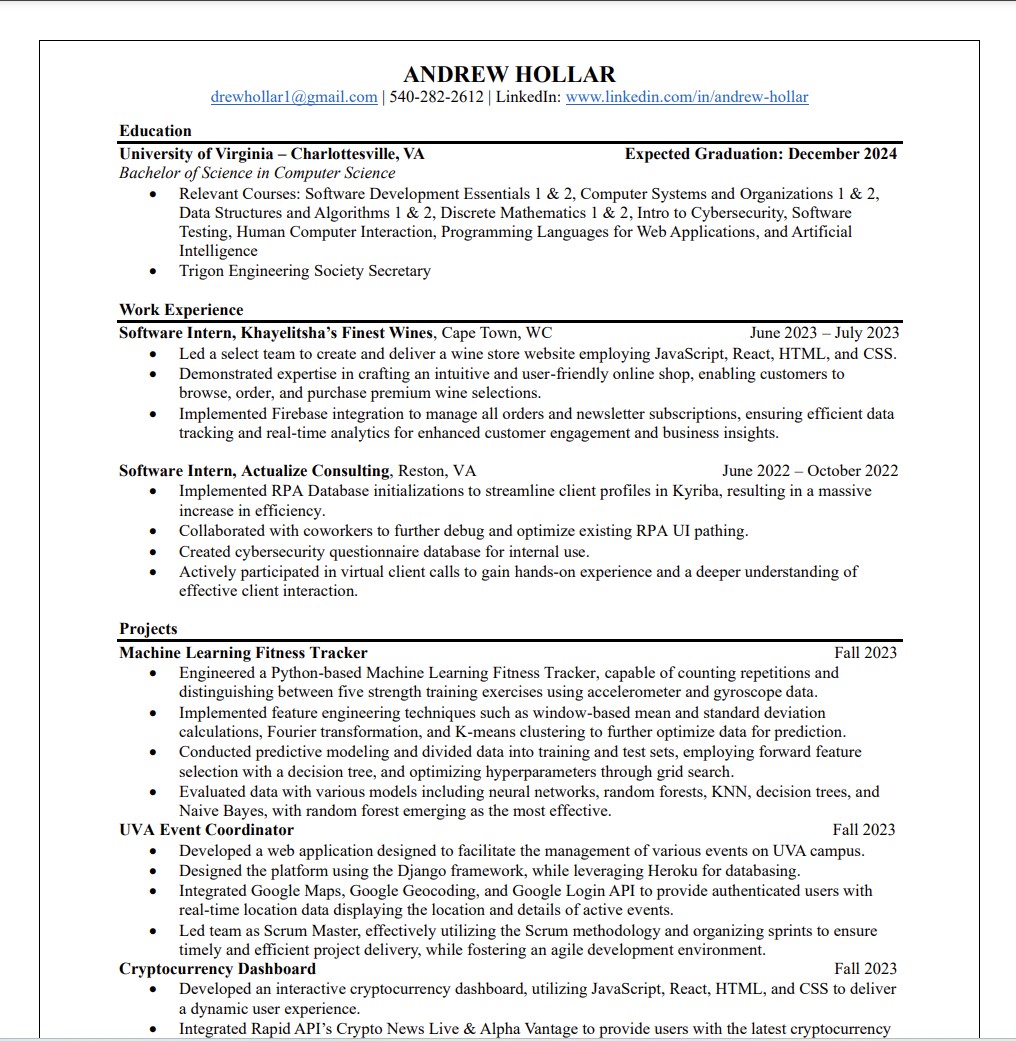 ANDREW HOLLAR
drewhollar1@gmail.com | 540-282-2612 | LinkedIn: www.linkedin.com/in/andrew-hollar
Education
University of Virginia – Charlottesville, VA Expected Graduation: December 2024
Bachelor of Science in Computer Science
• Relevant Courses: Software Development Essentials 1 & 2, Computer Systems and Organizations 1 & 2,
Data Structures and Algorithms 1 & 2, Discrete Mathematics 1 & 2, Intro to Cybersecurity, Software
Testing, Human Computer Interaction, Programming Languages for Web Applications, and Artificial
Intelligence
• Trigon Engineering Society Secretary
Work Experience
Software Intern, Khayelitsha’s Finest Wines, Cape Town, WC June 2023 – July 2023
• Led a select team to create and deliver a wine store website employing JavaScript, React, HTML, and CSS.
• Demonstrated expertise in crafting an intuitive and user-friendly online shop, enabling customers to
browse, order, and purchase premium wine selections.
• Implemented Firebase integration to manage all orders and newsletter subscriptions, ensuring efficient data
tracking and real-time analytics for enhanced customer engagement and business insights.
Software Intern, Actualize Consulting, Reston, VA June 2022 – October 2022
• Implemented RPA Database initializations to streamline client profiles in Kyriba, resulting in a massive
increase in efficiency.
• Collaborated with coworkers to further debug and optimize existing RPA UI pathing.
• Created cybersecurity questionnaire database for internal use.
• Actively participated in virtual client calls to gain hands-on experience and a deeper understanding of
effective client interaction.
Projects
Machine Learning Fitness Tracker Fall 2023
• Engineered a Python-based Machine Learning Fitness Tracker, capable of counting repetitions and
distinguishing between five strength training exercises using accelerometer and gyroscope data.
• Implemented feature engineering techniques such as window-based mean and standard deviation
calculations, Fourier transformation, and K-means clustering to further optimize data for prediction.
• Conducted predictive modeling and divided data into training and test sets, employing forward feature
selection with a decision tree, and optimizing hyperparameters through grid search.
• Evaluated data with various models including neural networks, random forests, KNN, decision trees, and
Naive Bayes, with random forest emerging as the most effective.
UVA Event Coordinator Fall 2023
• Developed a web application designed to facilitate the management of various events on UVA campus.
• Designed the platform using the Django framework, while leveraging Heroku for databasing.
• Integrated Google Maps, Google Geocoding, and Google Login API to provide authenticated users with
real-time location data displaying the location and details of active events.
• Led team as Scrum Master, effectively utilizing the Scrum methodology and organizing sprints to ensure
timely and efficient project delivery, while fostering an agile development environment.
Cryptocurrency Dashboard Fall 2023
• Developed an interactive cryptocurrency dashboard, utilizing JavaScript, React, HTML, and CSS to deliver
a dynamic user experience.
• Integrated Rapid API’s Crypto News Live & Alpha Vantage to provide users with the latest cryptocurrency